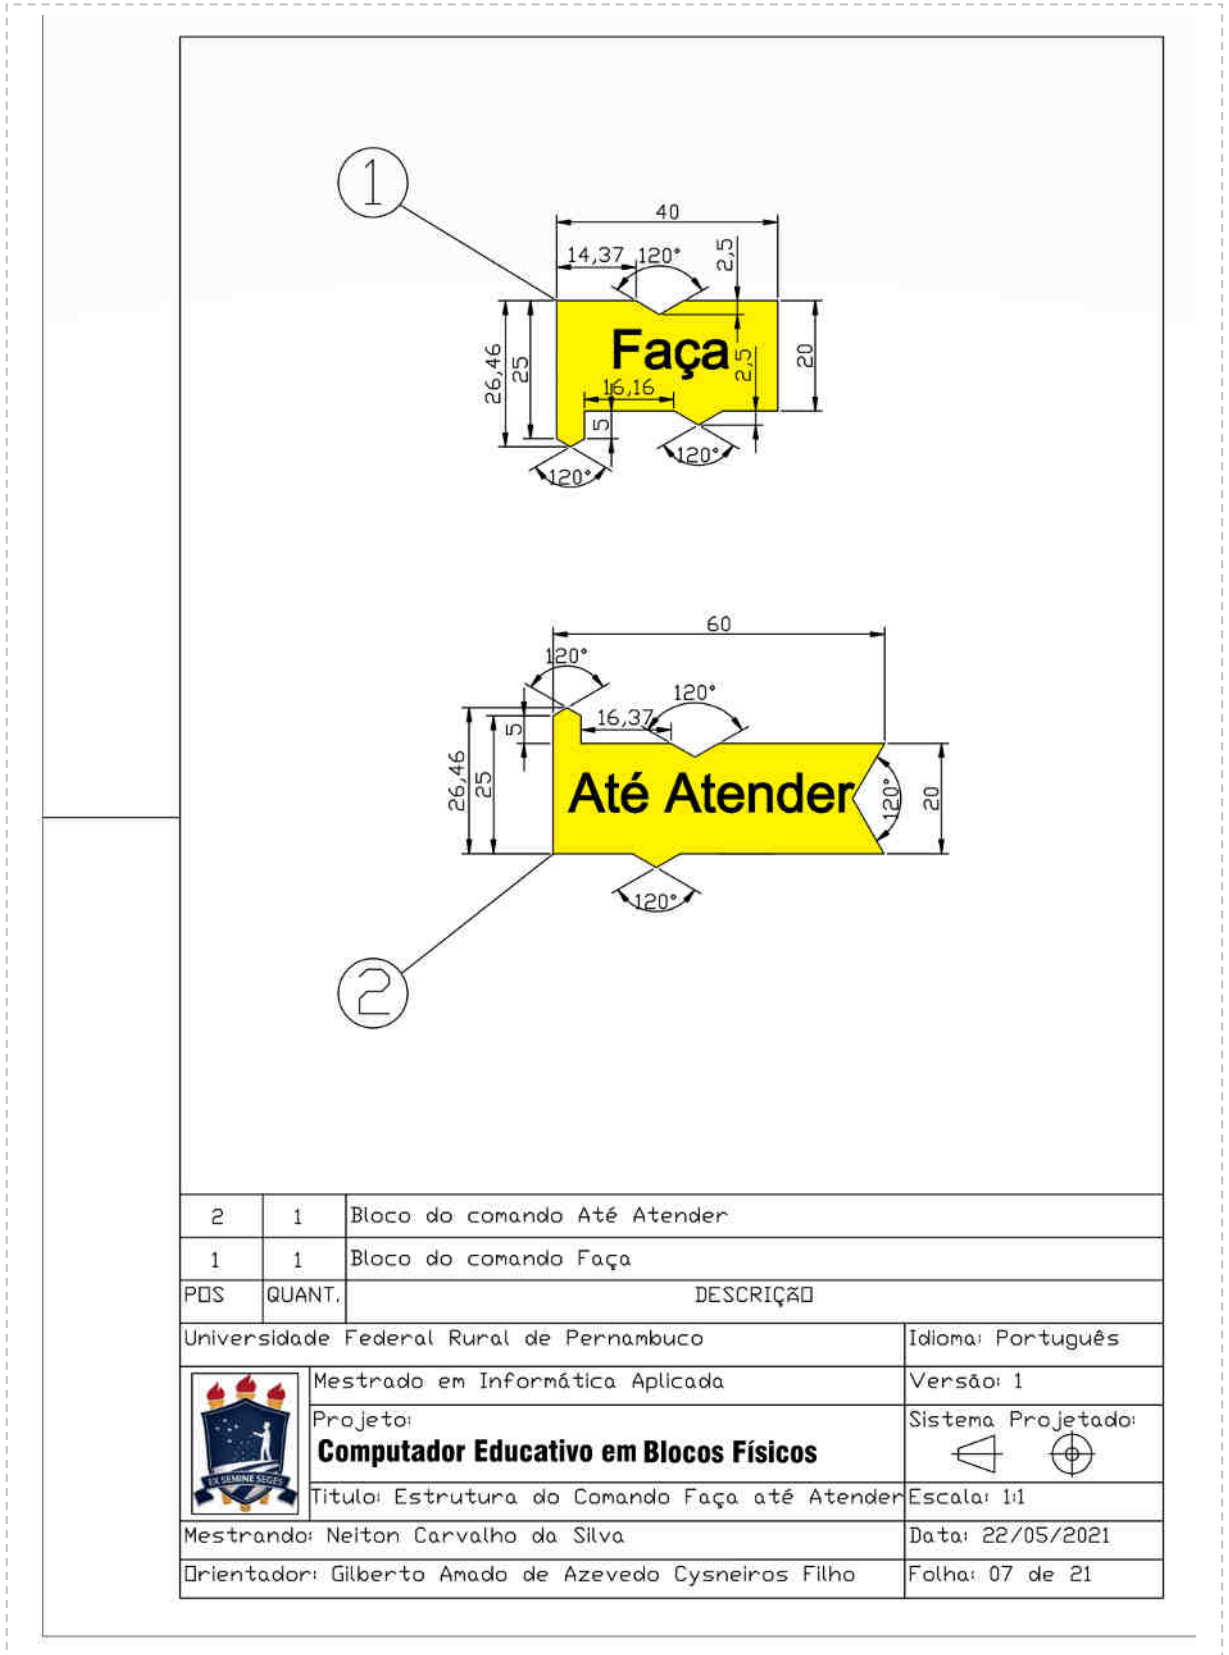 1
40
14,37
120°
2,5
26,46
25
Faça
2,5
20
16,16
5
120°
120°
60
120°
120°
5
16,37
26,46
25
Até Atender
120°
20
120°
2
2 1 Bloco do comando Até Atender
1 1 Bloco do comando Faça
POS QUANT. DESCRIÇÃO
Universidade Federal Rural de Pernambuco Idioma: Português
Mestrado em Informática Aplicada Versão: 1
Projeto: Sistema Projetado:
Computador Educativo em Blocos Físicos
EX SEMINE SEGES
Titulo: Estrutura do Comando Faça até Atender Escala: 1:1
Mestrando: Neiton Carvalho da Silva Data: 22/05/2021
Orientador: Gilberto Amado de Azevedo Cysneiros Filho Folha: 07 de 21